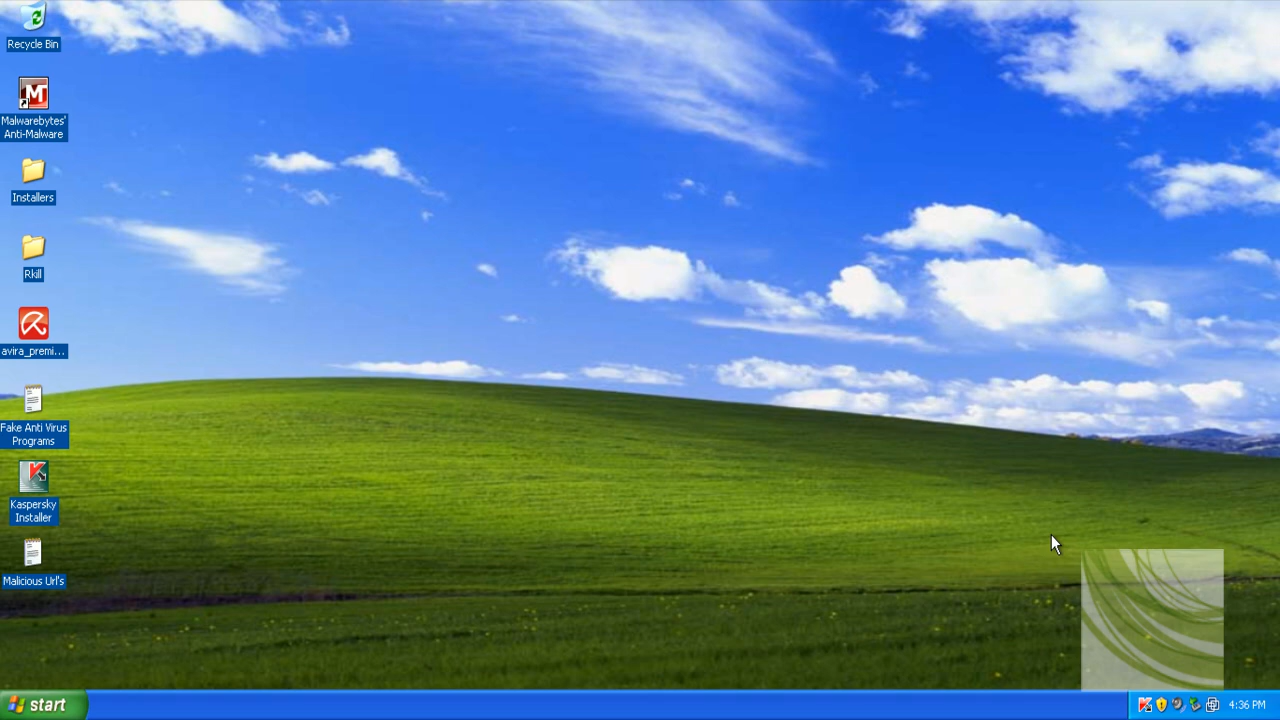 Recycle Bin
Malwarebytes'
Anti-Malware
Installers
Rkill
avira_premi...
Fake Anti Virus
Programs
Kaspersky
Installer
Malicious Url's
start
4:36 PM